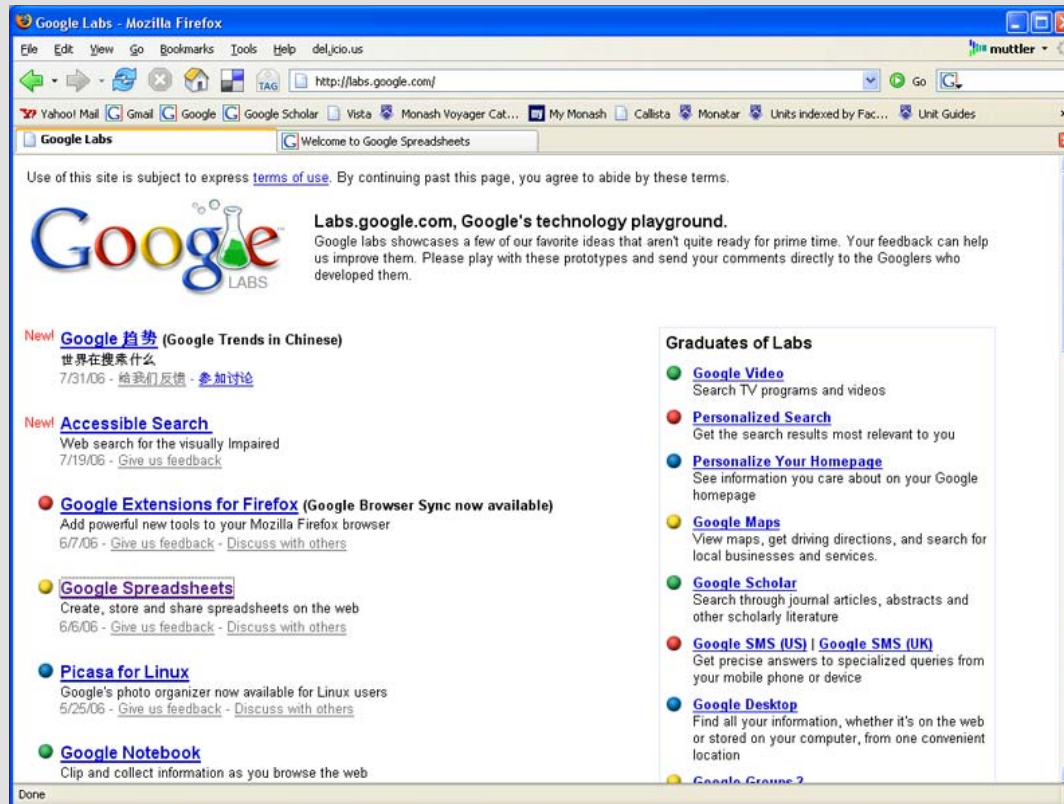 Google Labs - Mozilla Firefox
File Edit View Go Bookmarks Tools Help del.icio.us muttler
TAG http://labs.google.com/ Go G
Yahoo! Mail Gmail Google Google Scholar Vista Monash Voyager Cat... My Monash Callista Monatar Units indexed by Fac... Unit Guides
Google Labs Welcome to Google Spreadsheets
Use of this site is subject to express terms of use. By continuing past this page, you agree to abide by these terms.
Google LABS
Labs.google.com, Google's technology playground.
Google labs showcases a few of our favorite ideas that aren't quite ready for prime time. Your feedback can help
us improve them. Please play with these prototypes and send your comments directly to the Googlers who
developed them.
New! Google 趋势 (Google Trends in Chinese)
世界在搜索什么
7/31/06 - 给我们反馈 - 参加讨论
New! Accessible Search
Web search for the visually Impaired
7/19/06 - Give us feedback
Google Extensions for Firefox (Google Browser Sync now available)
Add powerful new tools to your Mozilla Firefox browser
6/7/06 - Give us feedback - Discuss with others
Google Spreadsheets
Create, store and share spreadsheets on the web
6/6/06 - Give us feedback - Discuss with others
Picasa for Linux
Google's photo organizer now available for Linux users
5/25/06 - Give us feedback - Discuss with others
Google Notebook
Clip and collect information as you browse the web
Graduates of Labs
Google Video
Search TV programs and videos
Personalized Search
Get the search results most relevant to you
Personalize Your Homepage
See information you care about on your Google
homepage
Google Maps
View maps, get driving directions, and search for
local businesses and services.
Google Scholar
Search through journal articles, abstracts and
other scholarly literature
Google SMS (US) | Google SMS (UK)
Get precise answers to specialized queries from
your mobile phone or device
Google Desktop
Find all your information, whether it's on the web
or stored on your computer, from one convenient
location
Google Groups 2
Done